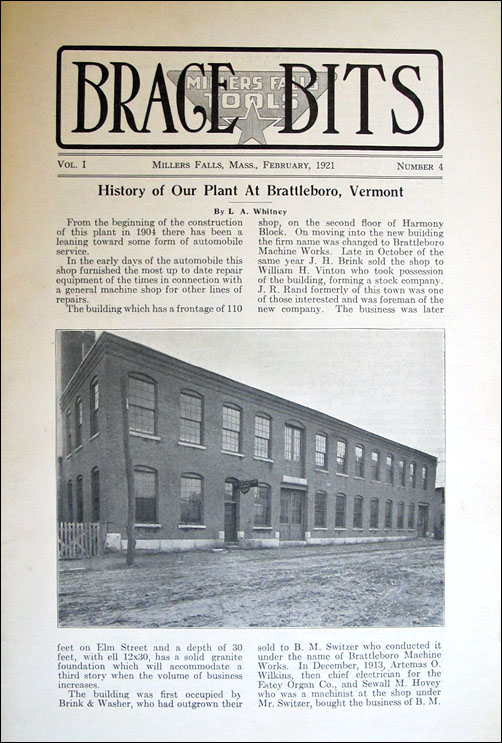 BRACE BITS
MILLERS FALLS
TOOLS
VOL. I MILLERS FALLS, MASS., FEBRUARY, 1921 NUMBER 4
History of Our Plant At Brattleboro, Vermont
By L. A. Whitney
From the beginning of the construction
of this plant in 1904 there has been a
leaning toward some form of automobile
service.
In the early days of the automobile this
shop furnished the most up to date repair
equipment of the times in connection with
a general machine shop for other lines of
repairs.
The building which has a frontage of 110
feet on Elm Street and a depth of 30
feet, with ell 12x30, has a solid granite
foundation which will accommodate a
third story when the volume of business
increases.
The building was first occupied by
Brink & Washer, who had outgrown their
shop, on the second floor of Harmony
Block. On moving into the new building
the firm name was changed to Brattleboro
Machine Works. Late in October of the
same year J. H. Brink sold the shop to
William H. Vinton who took possession
of the building, forming a stock company.
J. R. Rand formerly of this town was one
of those interested and was foreman of the
new company. The business was later
sold to B. M. Switzer who conducted it
under the name of Brattleboro Machine
Works. In December, 1913, Artemas O.
Wilkins, then chief electrician for the
Estey Organ Co., and Sewall M. Hovey
who was a machinist at the shop under
Mr. Switzer, bought the business of B. M.